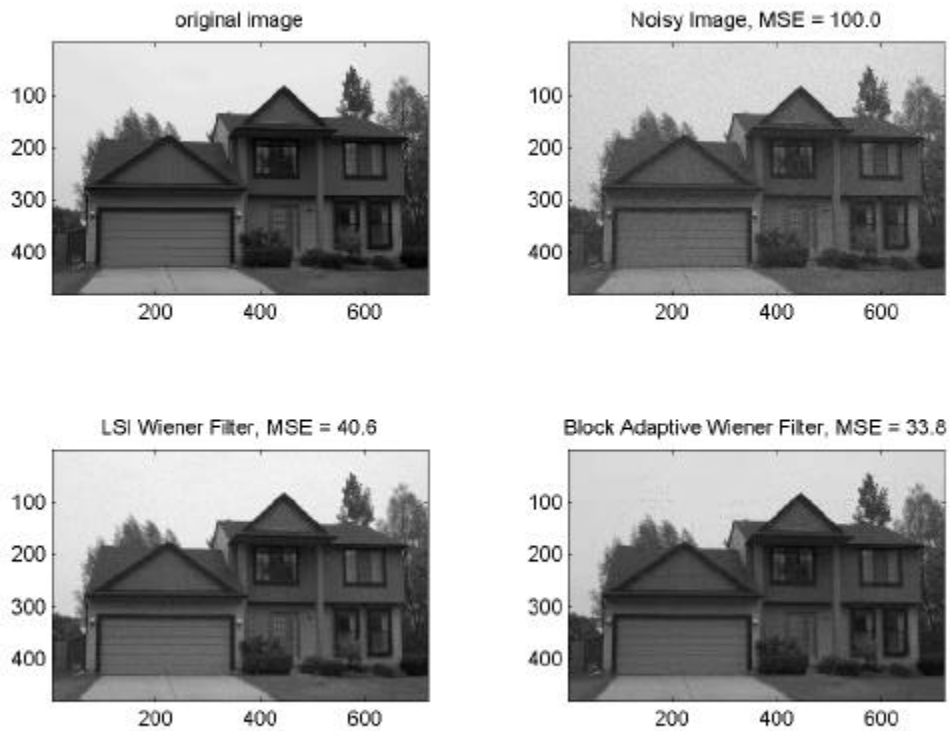 original image
100
200
300
400
200 400 600
Noisy Image, MSE = 100.0
100
200
300
400
200 400 600
LSI Wiener Filter, MSE = 40.6
100
200
300
400
200 400 600
Block Adaptive Wiener Filter, MSE = 33.8
100
200
300
400
200 400 600